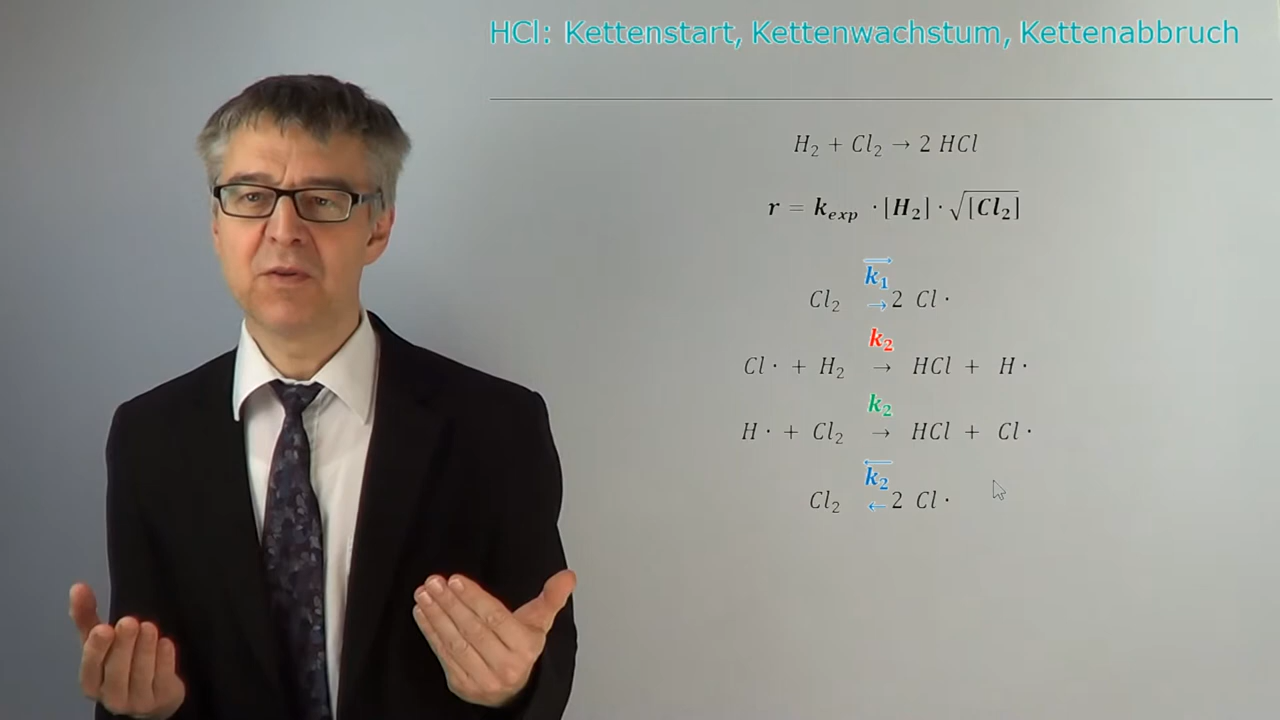 HCl: Kettenstart, Kettenwachstum, Kettenabbruch
H₂ + Cl₂ → 2 HCl
r = k_exp · [H₂] · √[Cl₂]
k₁→
Cl₂ → 2 Cl ·
k₂
Cl · + H₂ → HCl + H ·
k₂
H · + Cl₂ → HCl + Cl ·
k₂←
Cl₂ ← 2 Cl ·